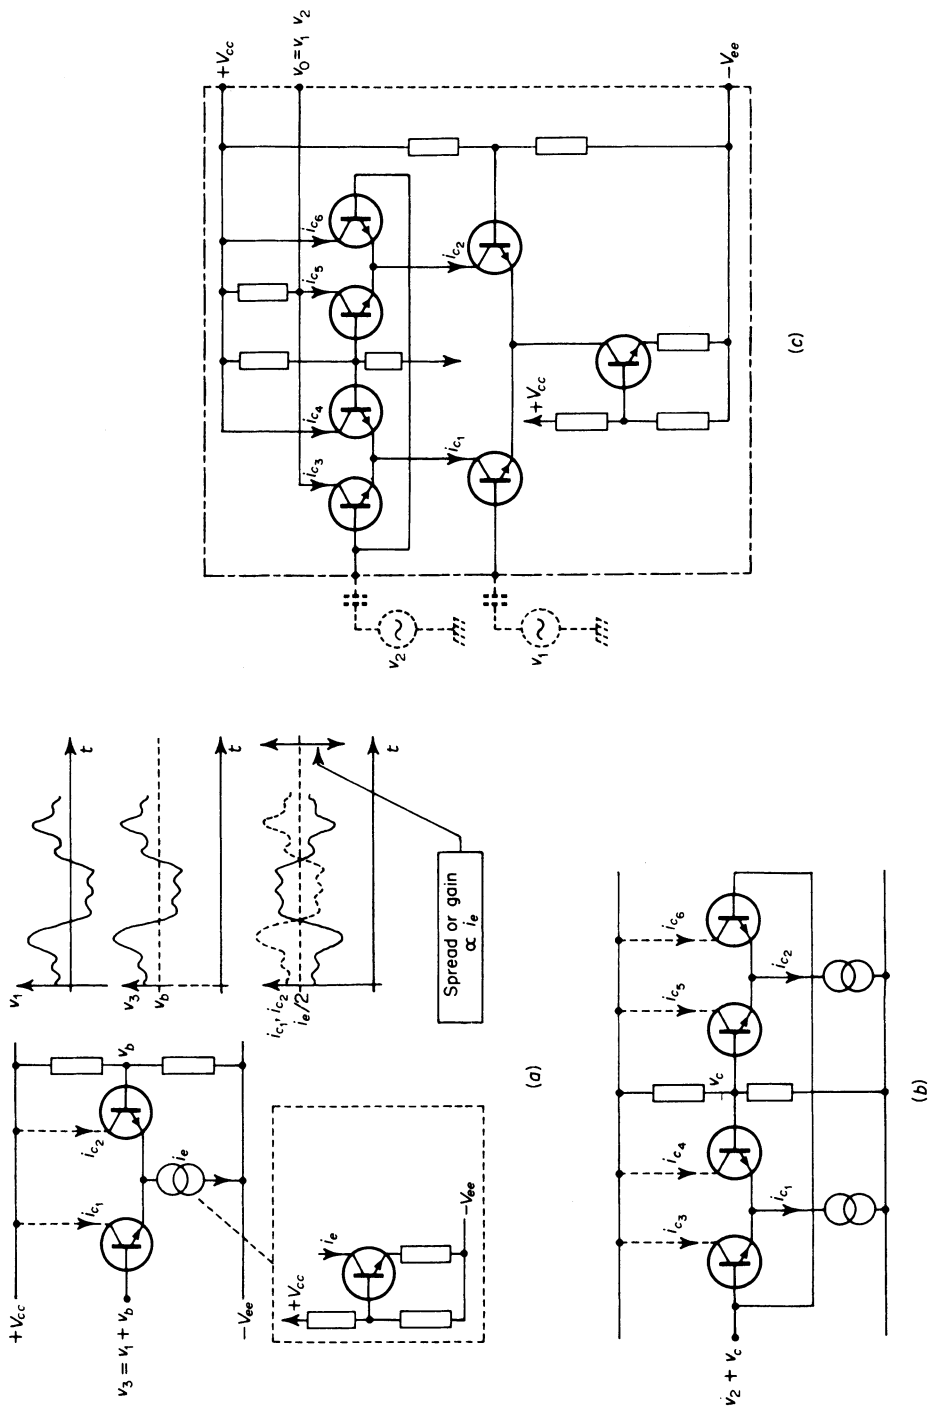 +Vcc
v3 = v1 + vb
−Vee
ic1
ic2
vb
ie
ie
+Vcc
−Vee
v1
t
v3
vb
t
ic1, ic2
ie/2
t
Spread or gain
∝ ie
(a)
v2 + vc
ic3
ic4
vc
ic5
ic6
ic1
ic2
(b)
v2
v1
+Vcc
v0 = v1 v2
−Vee
ic3
ic4
ic5
ic6
ic1
ic2
+Vcc
(c)